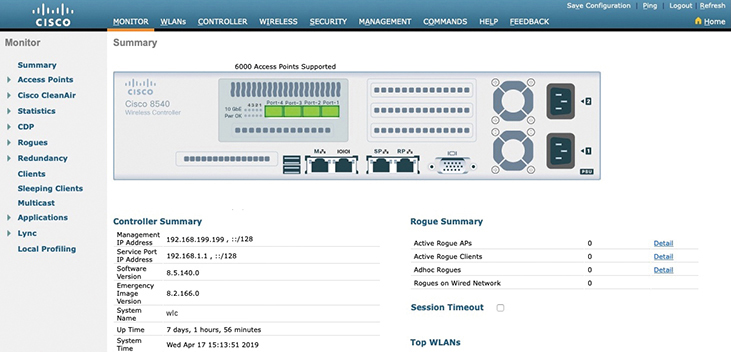 Save Configuration | Ping | Logout | Refresh
CISCO
MONITOR WLANs CONTROLLER WIRELESS SECURITY MANAGEMENT COMMANDS HELP FEEDBACK
Home
Monitor
Summary
Access Points
Cisco CleanAir
Statistics
CDP
Rogues
Redundancy
Clients
Sleeping Clients
Multicast
Applications
Lync
Local Profiling
Summary
6000 Access Points Supported
CISCO
Cisco 8540
Wireless Controller
4 3 2 1
Port-4 Port-3 Port-2 Port-1
10 GbE
Pwr OK
M
IOIOI
SP
RP
2
1
PSU
Controller Summary
Management IP Address 192.168.199.199 , ::/128
Service Port IP Address 192.168.1.1 , ::/128
Software Version 8.5.140.0
Emergency Image Version 8.2.166.0
System Name wlc
Up Time 7 days, 1 hours, 56 minutes
System Time Wed Apr 17 15:13:51 2019
Rogue Summary
Active Rogue APs 0 Detail
Active Rogue Clients 0 Detail
Adhoc Rogues 0 Detail
Rogues on Wired Network 0
Session Timeout
Top WLANs